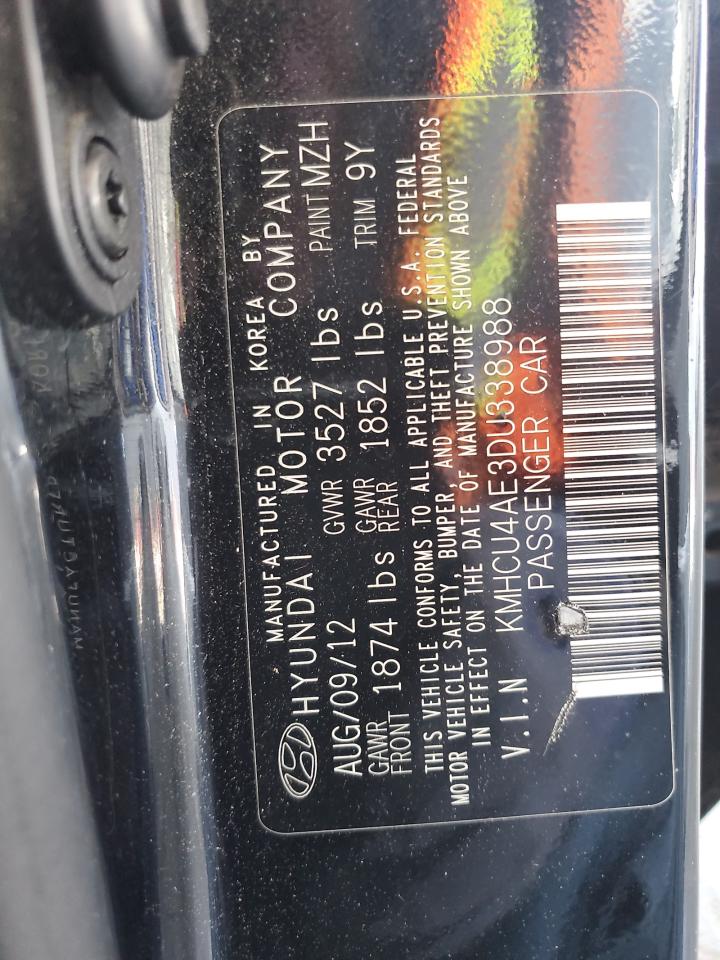 MANUFACTURED IN KOREA BY
HYUNDAI MOTOR COMPANY
AUG/09/12 GVWR 3527 lbs PAINT MZH
GAWR FRONT 1874 lbs GAWR REAR 1852 lbs TRIM 9Y
THIS VEHICLE CONFORMS TO ALL APPLICABLE U.S.A. FEDERAL
MOTOR VEHICLE SAFETY, BUMPER, AND THEFT PREVENTION STANDARDS
IN EFFECT ON THE DATE OF MANUFACTURE SHOWN ABOVE
V.I.N KMHCU4AE3DU338988
PASSENGER CAR